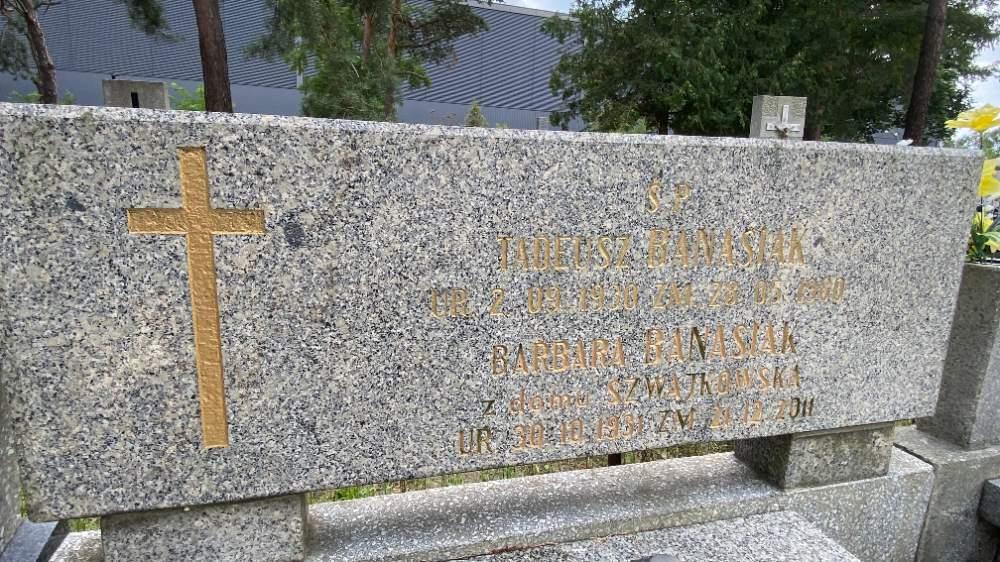 Ś.P.
TADEUSZ BANASIAK
UR. 2. 09. 1930 ZM. 28. 05. 1980
BARBARA BANASIAK
z domu SZWAJKOWSKA
UR. 30.10.1931 ZM. 21.12.2011